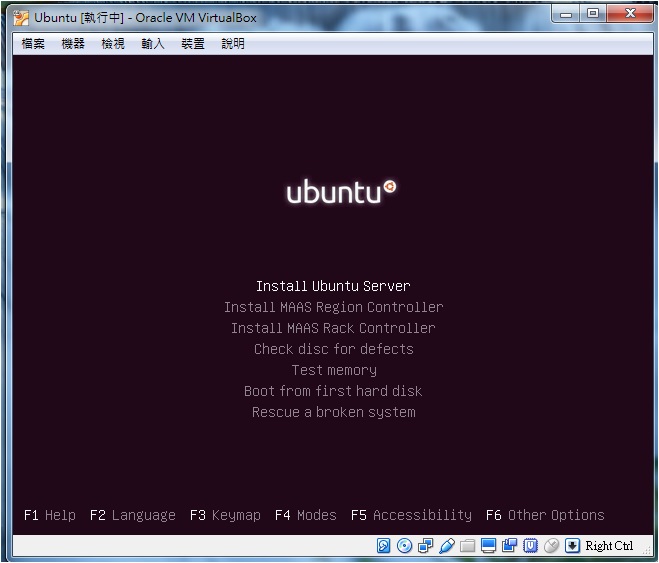 Ubuntu [執行中] - Oracle VM VirtualBox
檔案 機器 檢視 輸入 裝置 說明
ubuntu
Install Ubuntu Server
Install MAAS Region Controller
Install MAAS Rack Controller
Check disc for defects
Test memory
Boot from first hard disk
Rescue a broken system
F1 Help F2 Language F3 Keymap F4 Modes F5 Accessibility F6 Other Options
Right Ctrl